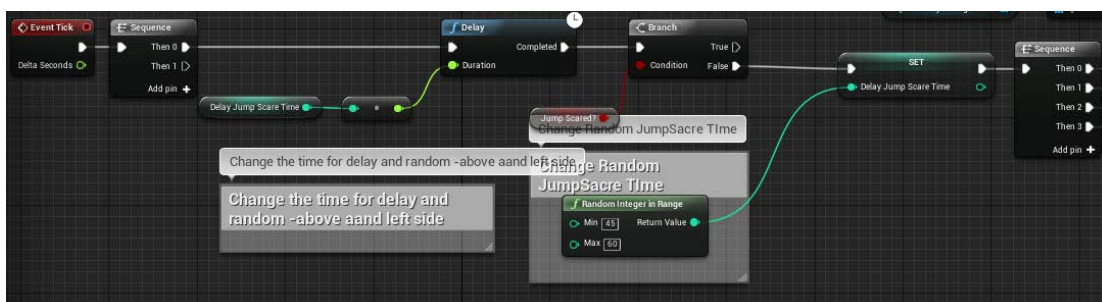 Event Tick
Delta Seconds
Sequence
Then 0
Then 1
Add pin +
Delay Jump Scare Time
f Delay
Completed
Duration
Branch
True
Condition
False
Jump Scared?
Change Random JumpSacre TIme
Change Random
JumpSacre TIme
f Random Integer in Range
Min 45
Return Value
Max 60
Change the time for delay and random -above aand left side
Change the time for delay and
random -above aand left side
SET
Delay Jump Scare Time
Sequence
Then 0
Then 1
Then 2
Then 3
Add pin +